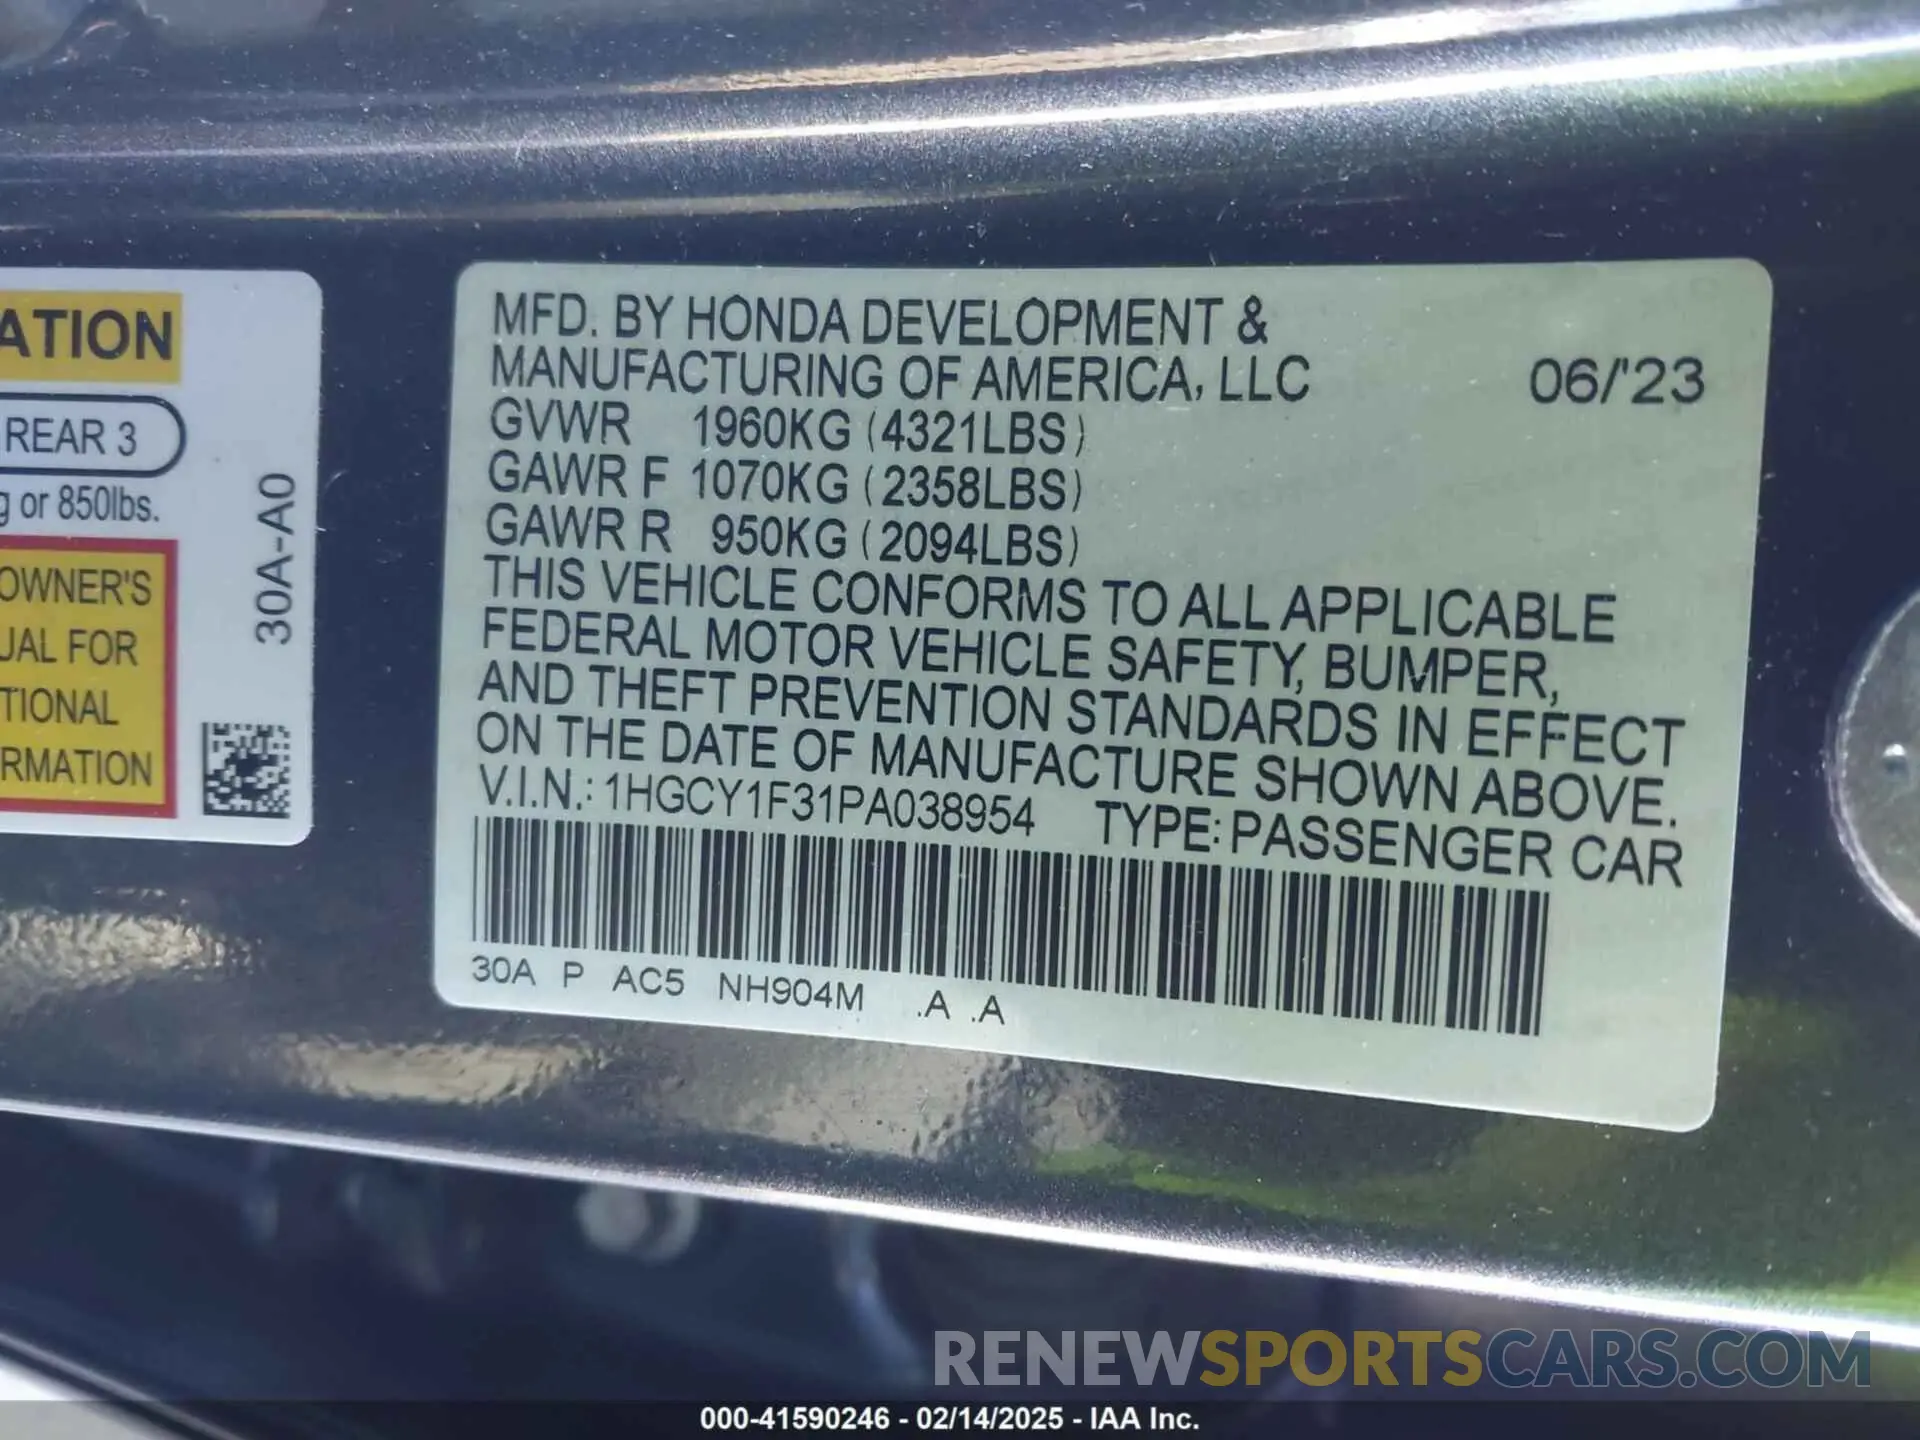 ATION
REAR 3
g or 850lbs.
OWNER'S
UAL FOR
TIONAL
RMATION
30A-A0
MFD. BY HONDA DEVELOPMENT &
MANUFACTURING OF AMERICA, LLC 06/'23
GVWR 1960KG (4321LBS)
GAWR F 1070KG (2358LBS)
GAWR R 950KG (2094LBS)
THIS VEHICLE CONFORMS TO ALL APPLICABLE
FEDERAL MOTOR VEHICLE SAFETY, BUMPER,
AND THEFT PREVENTION STANDARDS IN EFFECT
ON THE DATE OF MANUFACTURE SHOWN ABOVE.
V.I.N.: 1HGCY1F31PA038954 TYPE: PASSENGER CAR
30A P AC5 NH904M .A .A
RENEWSPORTSCARS.COM
000-41590246 - 02/14/2025 - IAA Inc.